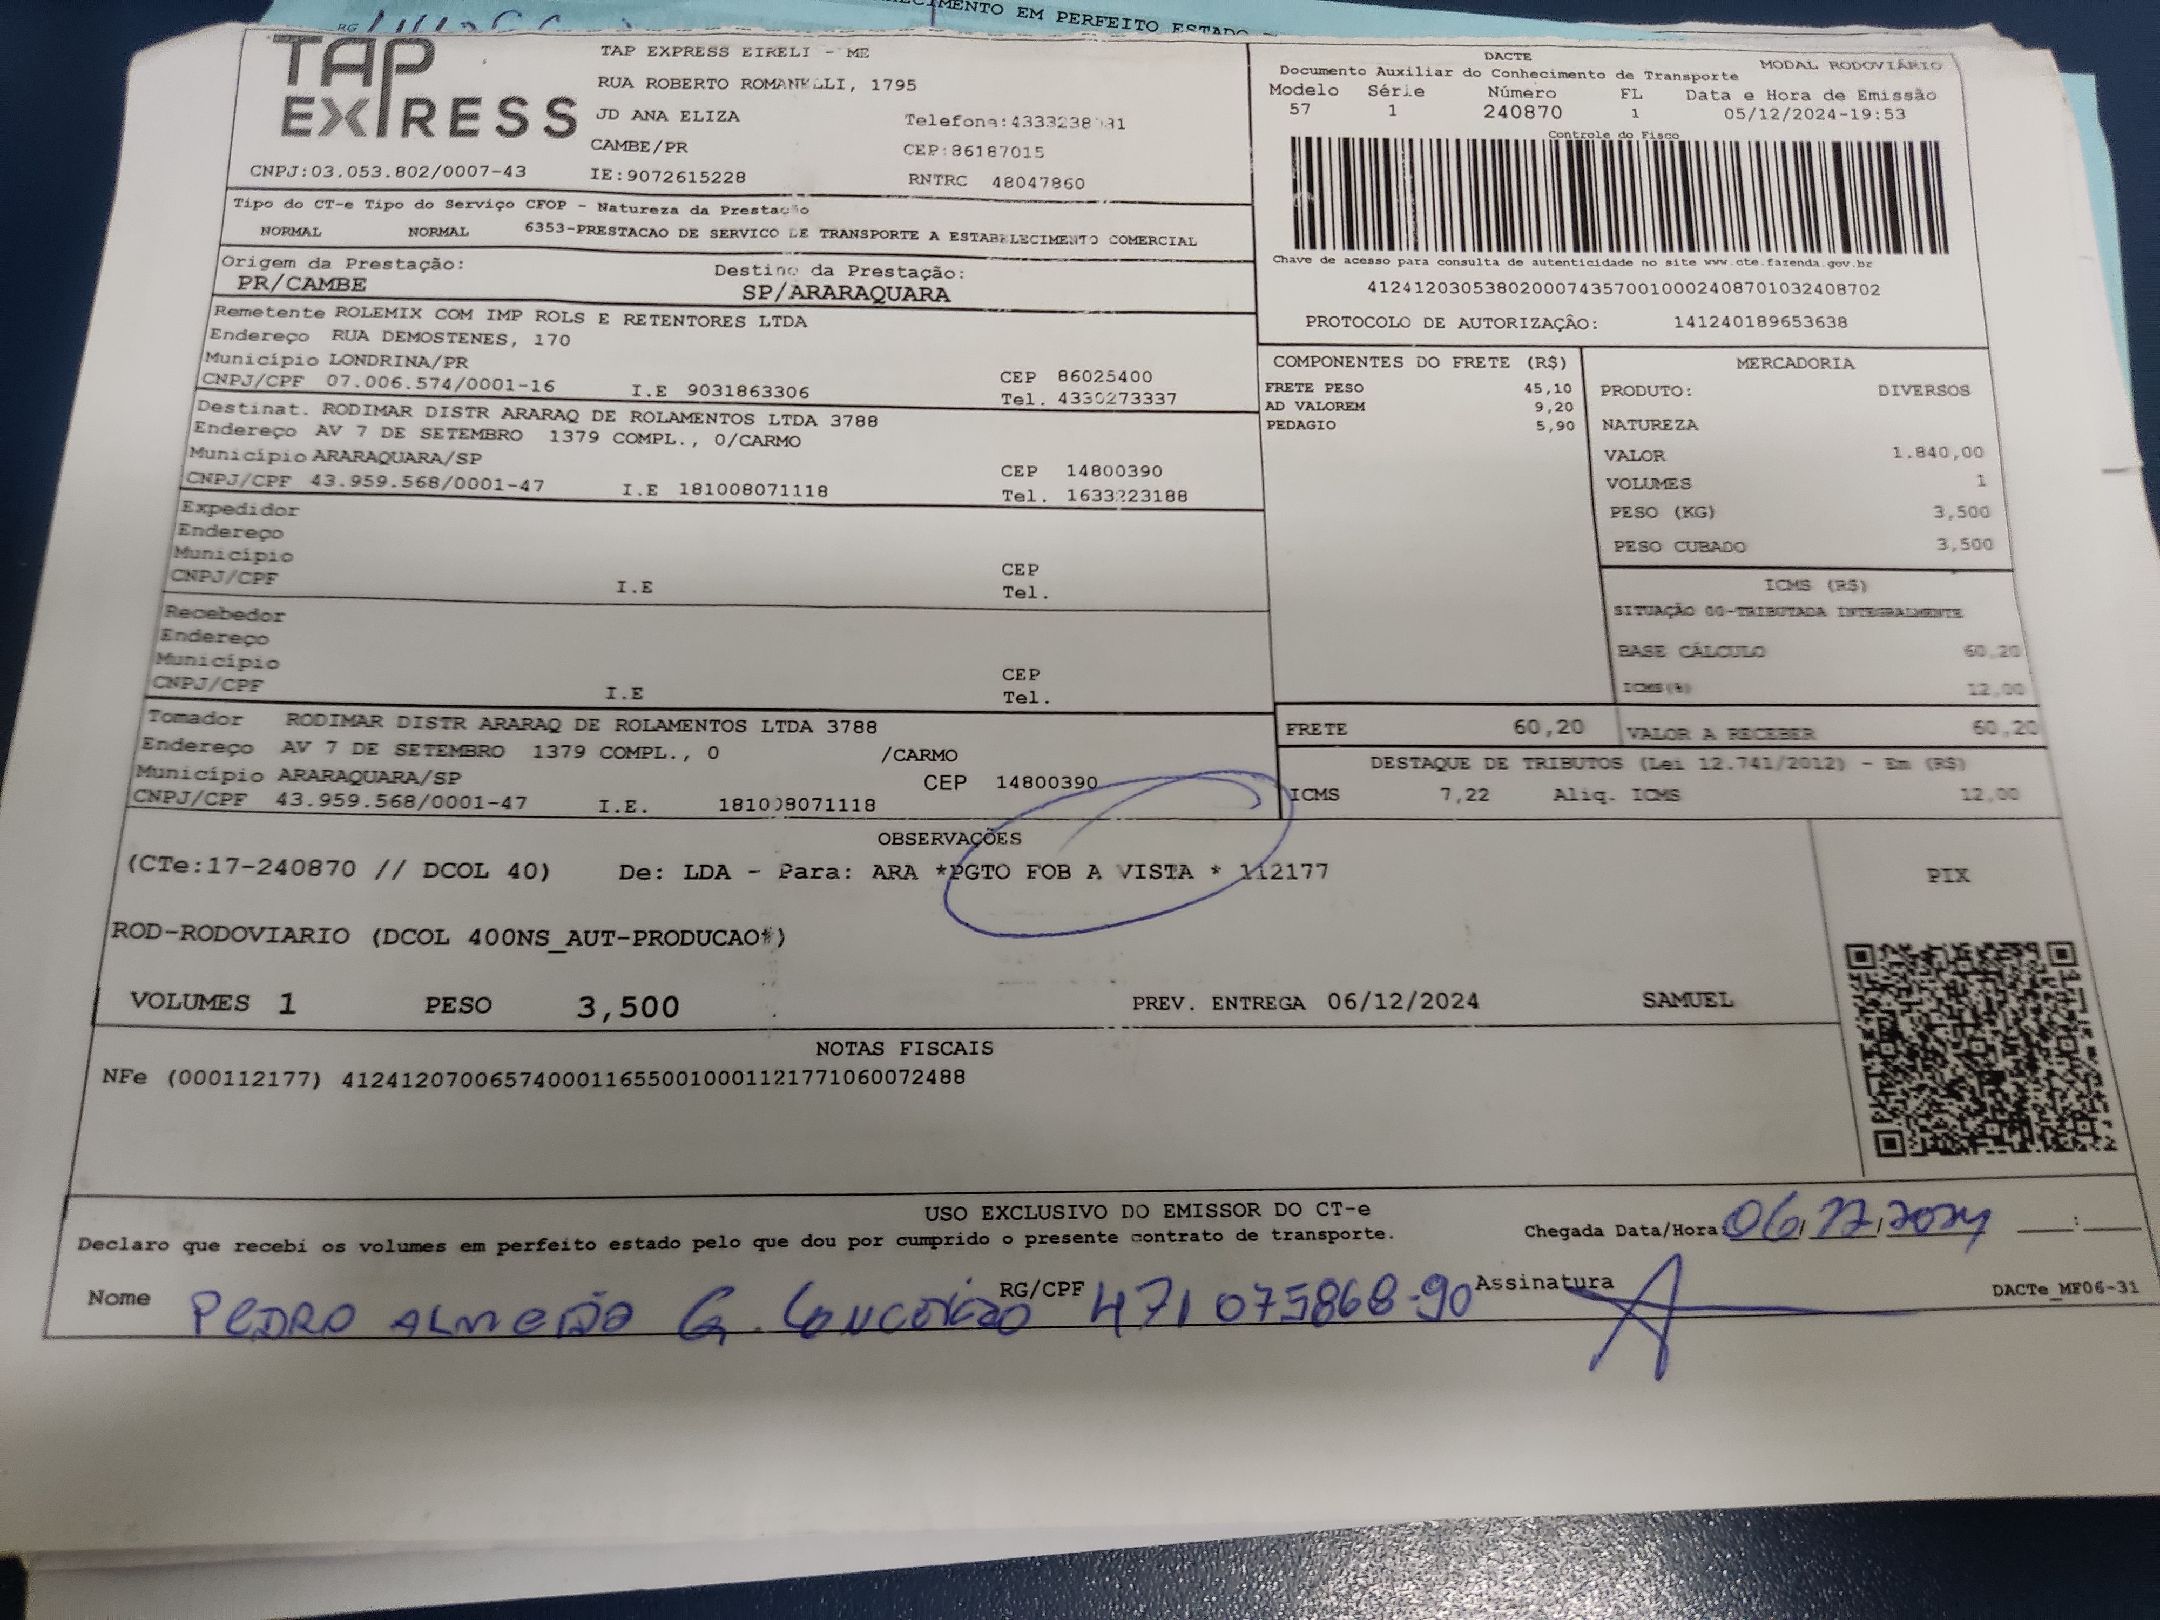 RG
CIMENTO EM PERFEITO ESTADO
TAP EXPRESS
TAP EXPRESS EIRELI - ME
RUA ROBERTO ROMANELLI, 1795
JD ANA ELIZA
CAMBE/PR CEP:86187015
CNPJ:03.053.802/0007-43 IE:9072615228 RNTRC 48047860
DACTE
MODAL RODOVIÁRIO
Documento Auxiliar do Conhecimento de Transporte
Modelo Série Número FL Data e Hora de Emissão
57 1 240870 1 05/12/2024-19:53
Controle do Fisco
Chave de acesso para consulta de autenticidade no site www.cte.fazenda.gov.br
41241203053802000743570010002408701032408702
PROTOCOLO DE AUTORIZAÇÃO: 141240189653638
Tipo do CT-e Tipo do Serviço CFOP - Natureza da Prestação
NORMAL NORMAL 6353-PRESTACAO DE SERVICO DE TRANSPORTE A ESTABELECIMENTO COMERCIAL
Origem da Prestação: Destino da Prestação:
PR/CAMBE SP/ARARAQUARA
Remetente ROLEMIX COM IMP ROLS E RETENTORES LTDA
Endereço RUA DEMOSTENES, 170
Município LONDRINA/PR CEP 86025400
CNPJ/CPF 07.006.574/0001-16 I.E 9031863306 Tel. 4330273337
Destinat. RODIMAR DISTR ARARAQ DE ROLAMENTOS LTDA 3788
Endereço AV 7 DE SETEMBRO 1379 COMPL., 0/CARMO
Município ARARAQUARA/SP CEP 14800390
CNPJ/CPF 43.959.568/0001-47 I.E 181008071118 Tel. 1633223188
Expedidor
Endereço
Município CEP
CNPJ/CPF I.E Tel.
Recebedor
Endereço
Município CEP
CNPJ/CPF I.E Tel.
Tomador RODIMAR DISTR ARARAQ DE ROLAMENTOS LTDA 3788
Endereço AV 7 DE SETEMBRO 1379 COMPL., 0 /CARMO
Município ARARAQUARA/SP CEP 14800390
CNPJ/CPF 43.959.568/0001-47 I.E. 181008071118
COMPONENTES DO FRETE (R$)
FRETE PESO 45,10
AD VALOREM 9,20
PEDAGIO 5,90
MERCADORIA
PRODUTO: DIVERSOS
NATUREZA
VALOR 1.840,00
VOLUMES 1
PESO (KG) 3,500
PESO CUBADO 3,500
ICMS (R$)
SITUAÇÃO 00-TRIBUTADA INTEGRALMENTE
BASE CÁLCULO 60,20
ICMS(%) 12,00
FRETE 60,20 VALOR A RECEBER 60,20
DESTAQUE DE TRIBUTOS (Lei 12.741/2012) - Em (R$)
ICMS 7,22 Aliq. ICMS 12,00
OBSERVAÇÕES
(CTe:17-240870 // DCOL 40) De: LDA - Para: ARA *PGTO FOB A VISTA * 112177
ROD-RODOVIARIO (DCOL 400NS_AUT-PRODUCAO*)
VOLUMES 1 PESO 3,500 PREV. ENTREGA 06/12/2024 SAMUEL
PIX
NOTAS FISCAIS
NFe (000112177) 41241207006574000116550010001121771060072488
USO EXCLUSIVO DO EMISSOR DO CT-e
Declaro que recebi os volumes em perfeito estado pelo que dou por cumprido o presente contrato de transporte.
Chegada Data/Hora 06/12/2024 __:__
Nome PEDRO ALMEIDA G. Conceição RG/CPF 471 075868-90 Assinatura
DACTe_MF06-31